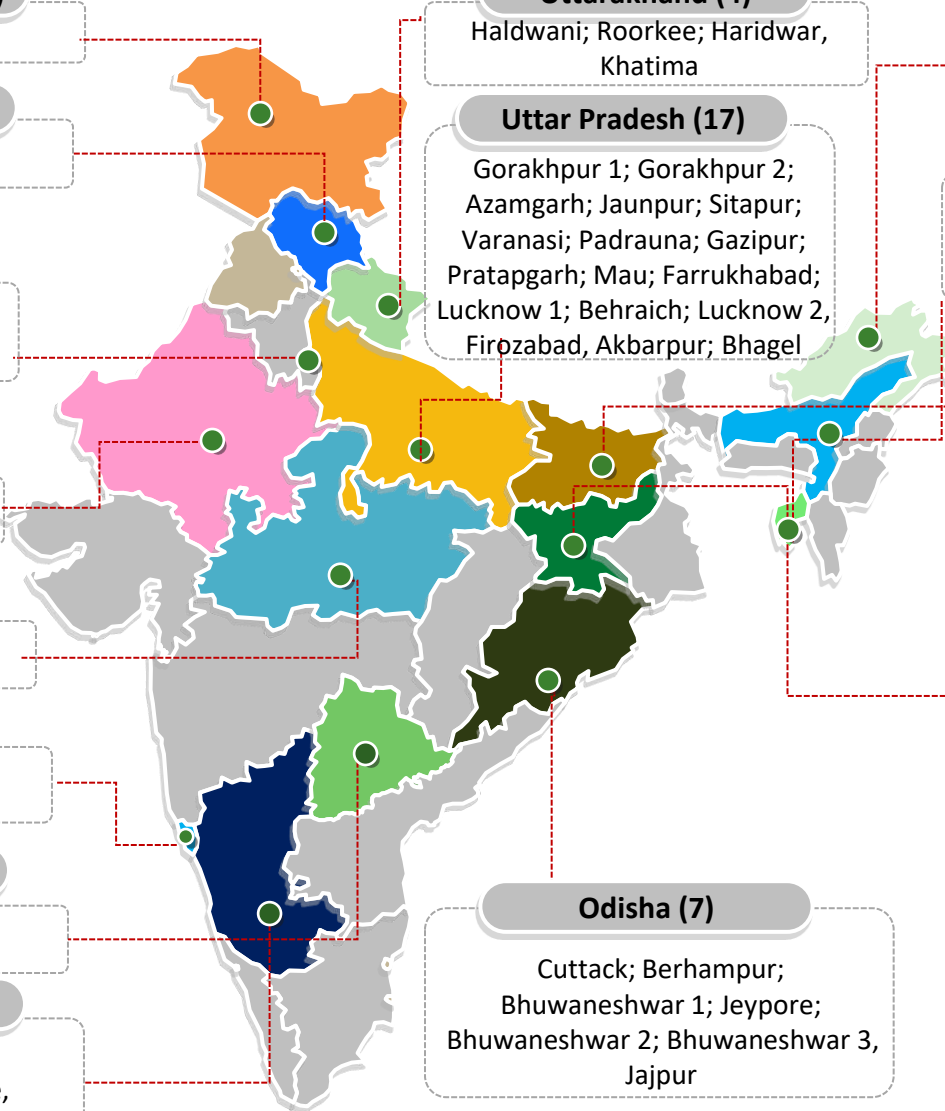 Uttarakhand (4)
Haldwani; Roorkee; Haridwar,
Khatima
Uttar Pradesh (17)
Gorakhpur 1; Gorakhpur 2;
Azamgarh; Jaunpur; Sitapur;
Varanasi; Padrauna; Gazipur;
Pratapgarh; Mau; Farrukhabad;
Lucknow 1; Behraich; Lucknow 2,
Firozabad, Akbarpur; Bhagel
Odisha (7)
Cuttack; Berhampur;
Bhuwaneshwar 1; Jeypore;
Bhuwaneshwar 2; Bhuwaneshwar 3,
Jajpur